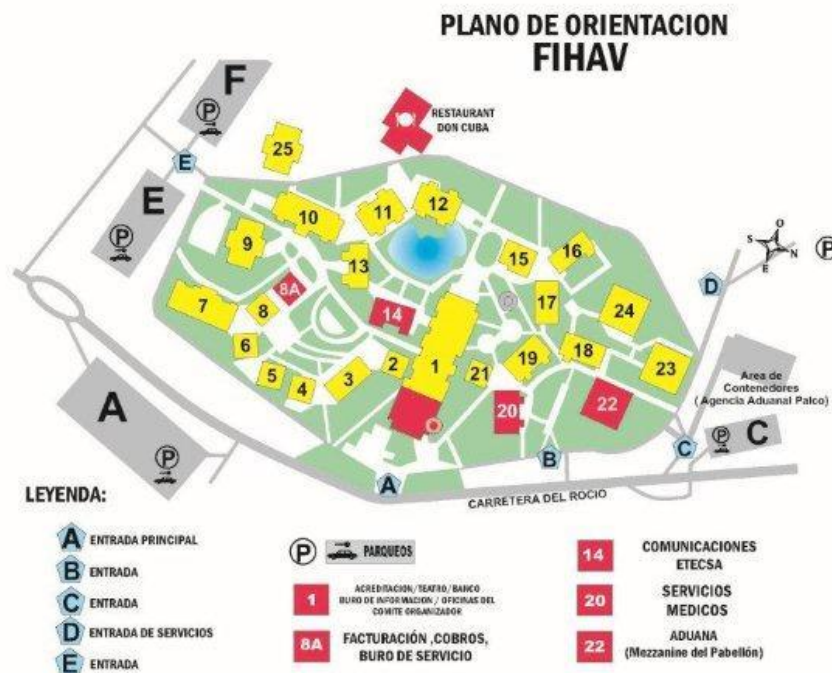 PLANO DE ORIENTACION
FIHAV
F
P
RESTAURANT
DON CUBA
25
E
E
P
10
11
12
9
13
15
16
O
S
N
E
P
D
8A
7
8
14
17
24
6
1
2
19
18
23
5
4
3
21
A
P
20
22
Area de
Contenedores
( Agencia Aduanal Palco)
P
C
C
B
A
CARRETERA DEL ROCIO
LEYENDA:
A ENTRADA PRINCIPAL
B ENTRADA
C ENTRADA
D ENTRADA DE SERVICIOS
E ENTRADA
P PARQUEOS
1 ACREDITACION/TEATRO/BANCO
BURO DE INFORMACION / OFICINAS DEL
COMITE ORGANIZADOR
8A FACTURACIÓN ,COBROS,
BURO DE SERVICIO
14 COMUNICACIONES
ETECSA
20 SERVICIOS
MEDICOS
22 ADUANA
(Mezzanine del Pabellón)